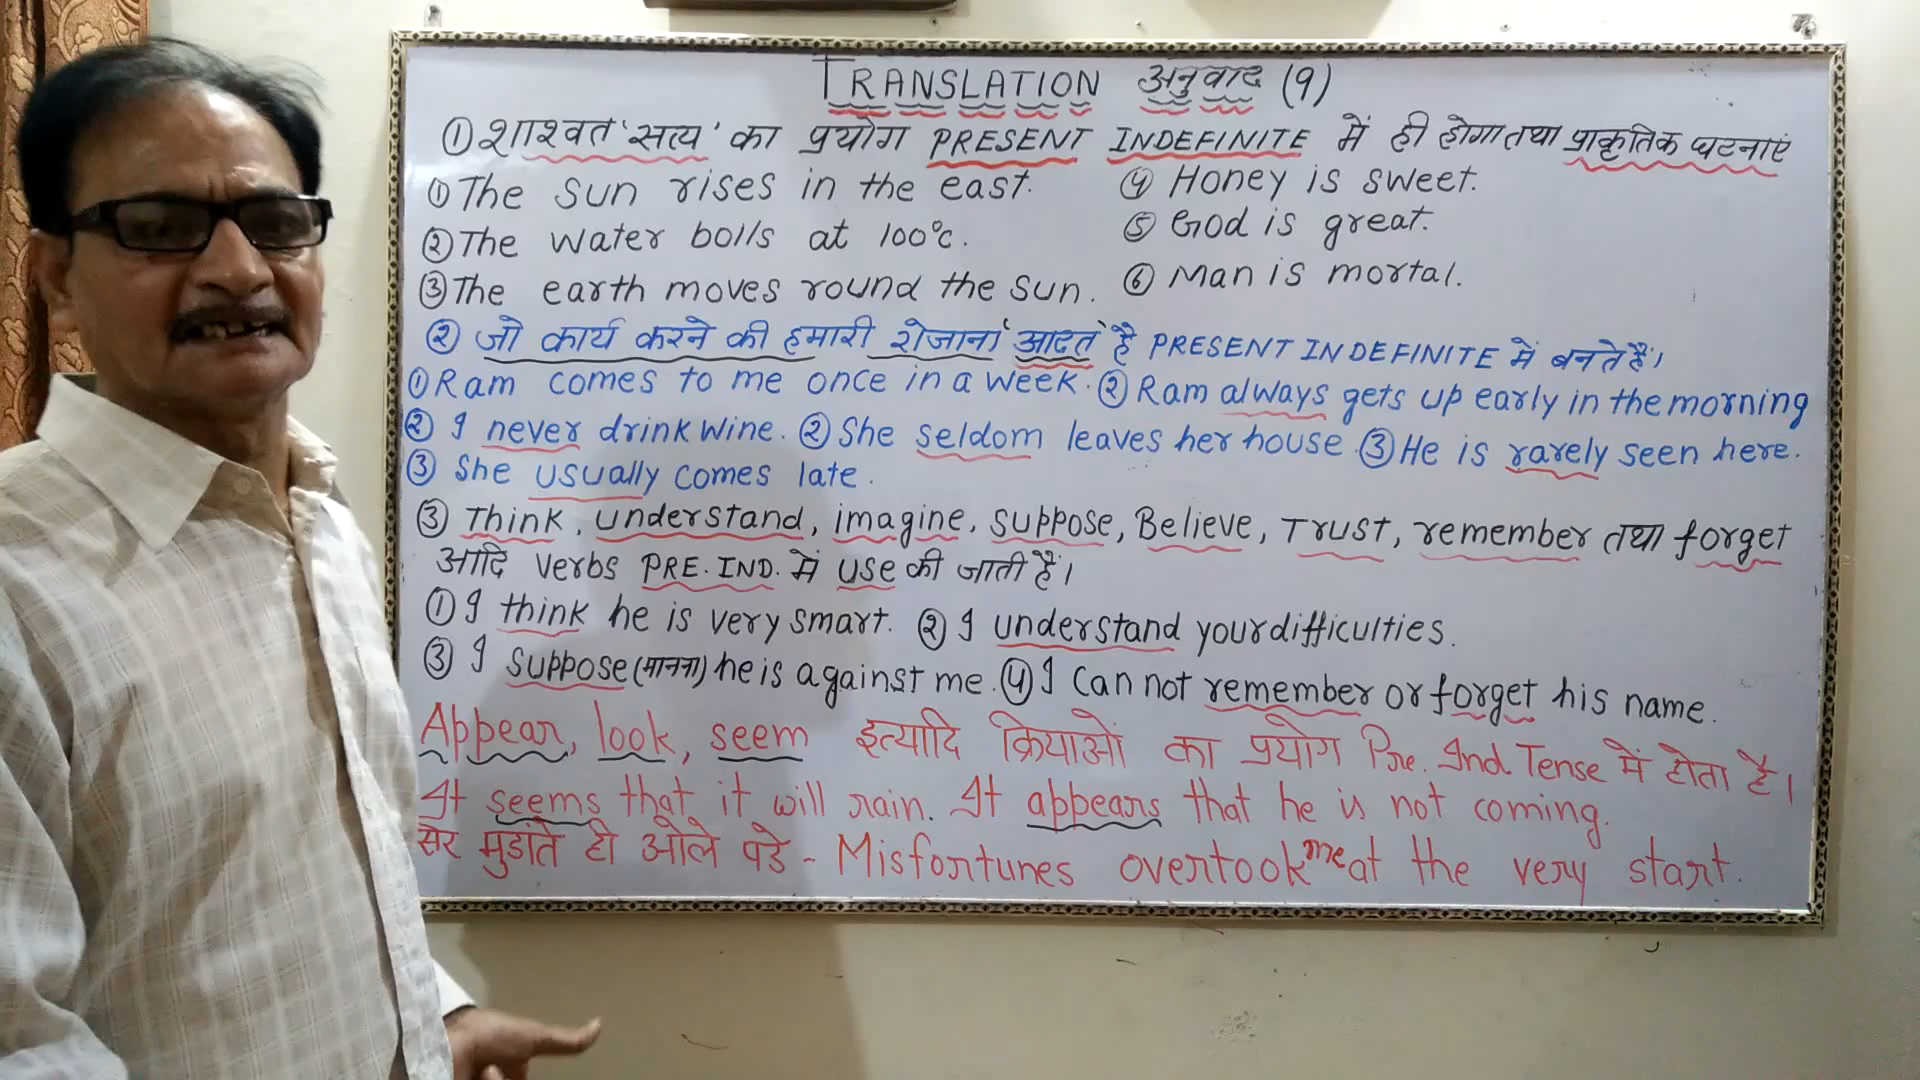 TRANSLATION अनुवाद (9)
① शाश्वत 'सत्य' का प्रयोग PRESENT INDEFINITE में ही होगा तथा प्राकृतिक घटनाएं
① The sun rises in the east. ④ Honey is sweet.
② The water boils at 100°c. ⑤ God is great.
③ The earth moves round the sun. ⑥ Man is mortal.
② जो कार्य करने की हमारी रोजाना 'आदत' है PRESENT INDEFINITE में बनते हैं।
① Ram comes to me once in a week. ② Ram always gets up early in the morning
② I never drink wine. ② She seldom leaves her house. ③ He is rarely seen here.
③ She usually comes late.
③ Think, understand, imagine, suppose, Believe, Trust, remember तथा forget
आदि verbs PRE. IND. में use की जाती हैं।
① I think he is very smart. ② I understand your difficulties.
③ I suppose (मानना) he is against me. ④ I can not remember or forget his name.
Appear, look, seem इत्यादि क्रियाओं का प्रयोग Pre. Ind. Tense में होता है।
It seems that it will rain. It appears that he is not coming.
सर मुडांते ही ओले पडे - Misfortunes overtook me at the very start.